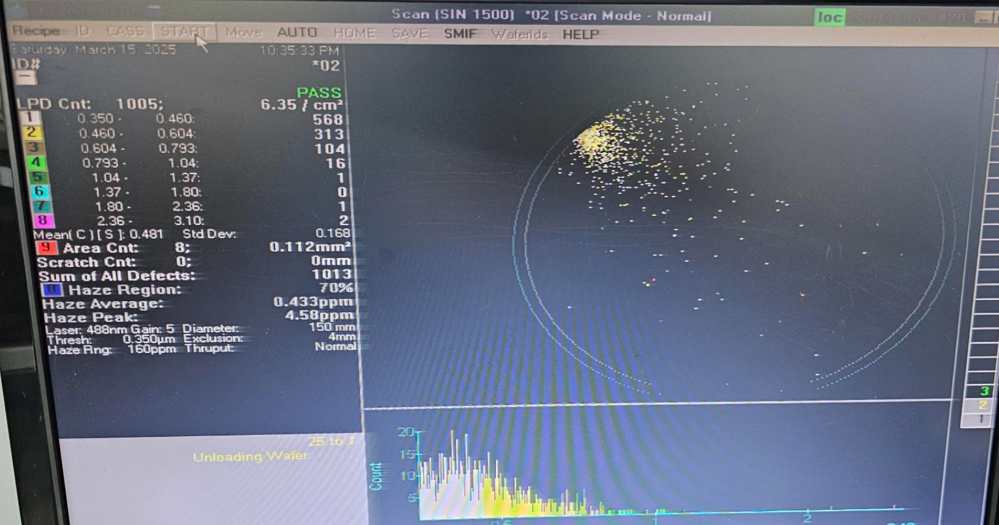 Scan (SIN 1500) *02 [Scan Mode - Normal]
loc
Recipe ID CASS START Move AUTO HOME SAVE SMIF WaferIds HELP
Saturday, March 15, 2025 10:35:33 PM
ID# *02
PASS
LPD Cnt: 1005; 6.35 / cm²
1 0.350 - 0.460: 568
2 0.460 - 0.604: 313
3 0.604 - 0.793: 104
4 0.793 - 1.04: 16
5 1.04 - 1.37: 1
6 1.37 - 1.80: 0
7 1.80 - 2.36: 1
8 2.36 - 3.10: 2
Mean( C ) [ S ]: 0.481 Std Dev: 0.168
9 Area Cnt: 8; 0.112mm²
Scratch Cnt: 0; 0mm
Sum of All Defects: 1013
Haze Region: 70%
Haze Average: 0.433ppm
Haze Peak: 4.58ppm
Laser: 488nm Gain: 5 Diameter: 150 mm
Thresh: 0.350µm Exclusion: 4mm
Haze Rng: 160ppm Thruput: Normal
3
2
1
25 to 1
Unloading Wafer
Count
20
15
10
5
0.5 1 2